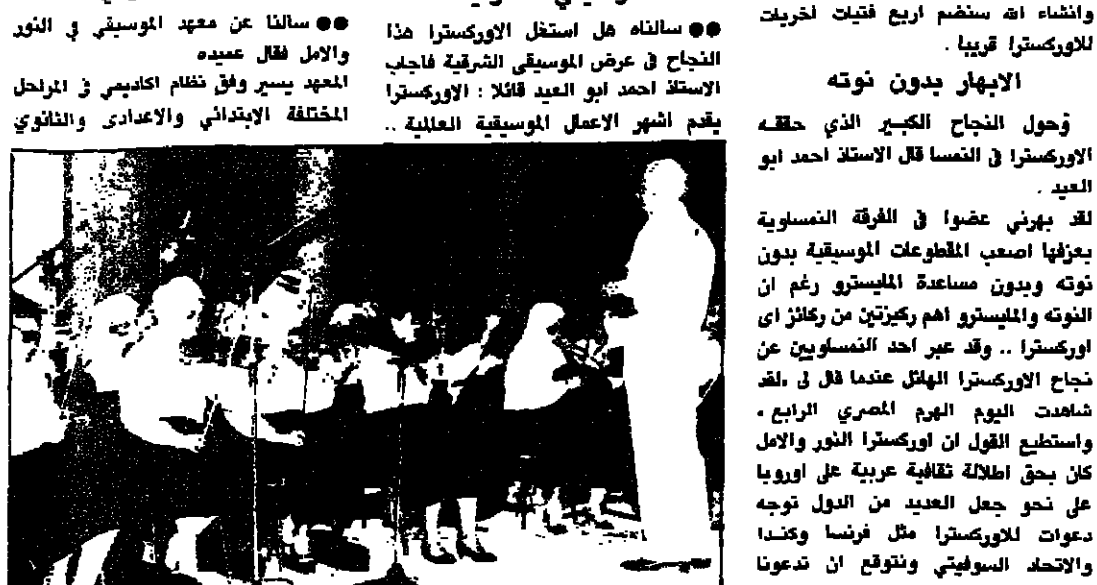 وانشاء الله سنضم اربع فتيات اخريات
للاوركسترا قريبا .
الابهار بدون نوته
وحول النجاح الكبير الذي حققه
الاوركسترا في النمسا قال الاستاذ احمد ابو
العيد .
لقد بهرني عضوا في الفرقة النمساوية
بعزفها اصعب المقطوعات الموسيقية بدون
نوته وبدون مساعدة المايسترو رغم ان
النوته والمايسترو اهم ركيزتين من ركائز اى
اوركسترا .. وقد عبر احد النمساويين عن
نجاح الاوركسترا الهائل عندما قال لى «لقد
شاهدت اليوم الهرم المصري الرابع»
واستطيع القول ان اوركسترا النور والامل
كان بحق اطلالة ثقافية عربية على اوروبا
على نحو جعل العديد من الدول توجه
دعوات للاوركسترا مثل فرنسا وكندا
والاتحاد السوفيتي ونتوقع ان تدعونا
●● سالناه هل استغل الاوركسترا هذا
النجاح في عرض الموسيقى الشرقية فاجاب
الاستاذ احمد ابو العيد قائلا : الاوركسترا
يقدم اشهر الاعمال الموسيقية العالمية ..
●● سالنا عن معهد الموسيقى في النور
والامل فقال عميده
المعهد يسير وفق نظام اكاديمي في المراحل
المختلفة الابتدائي والاعدادى والثانوي